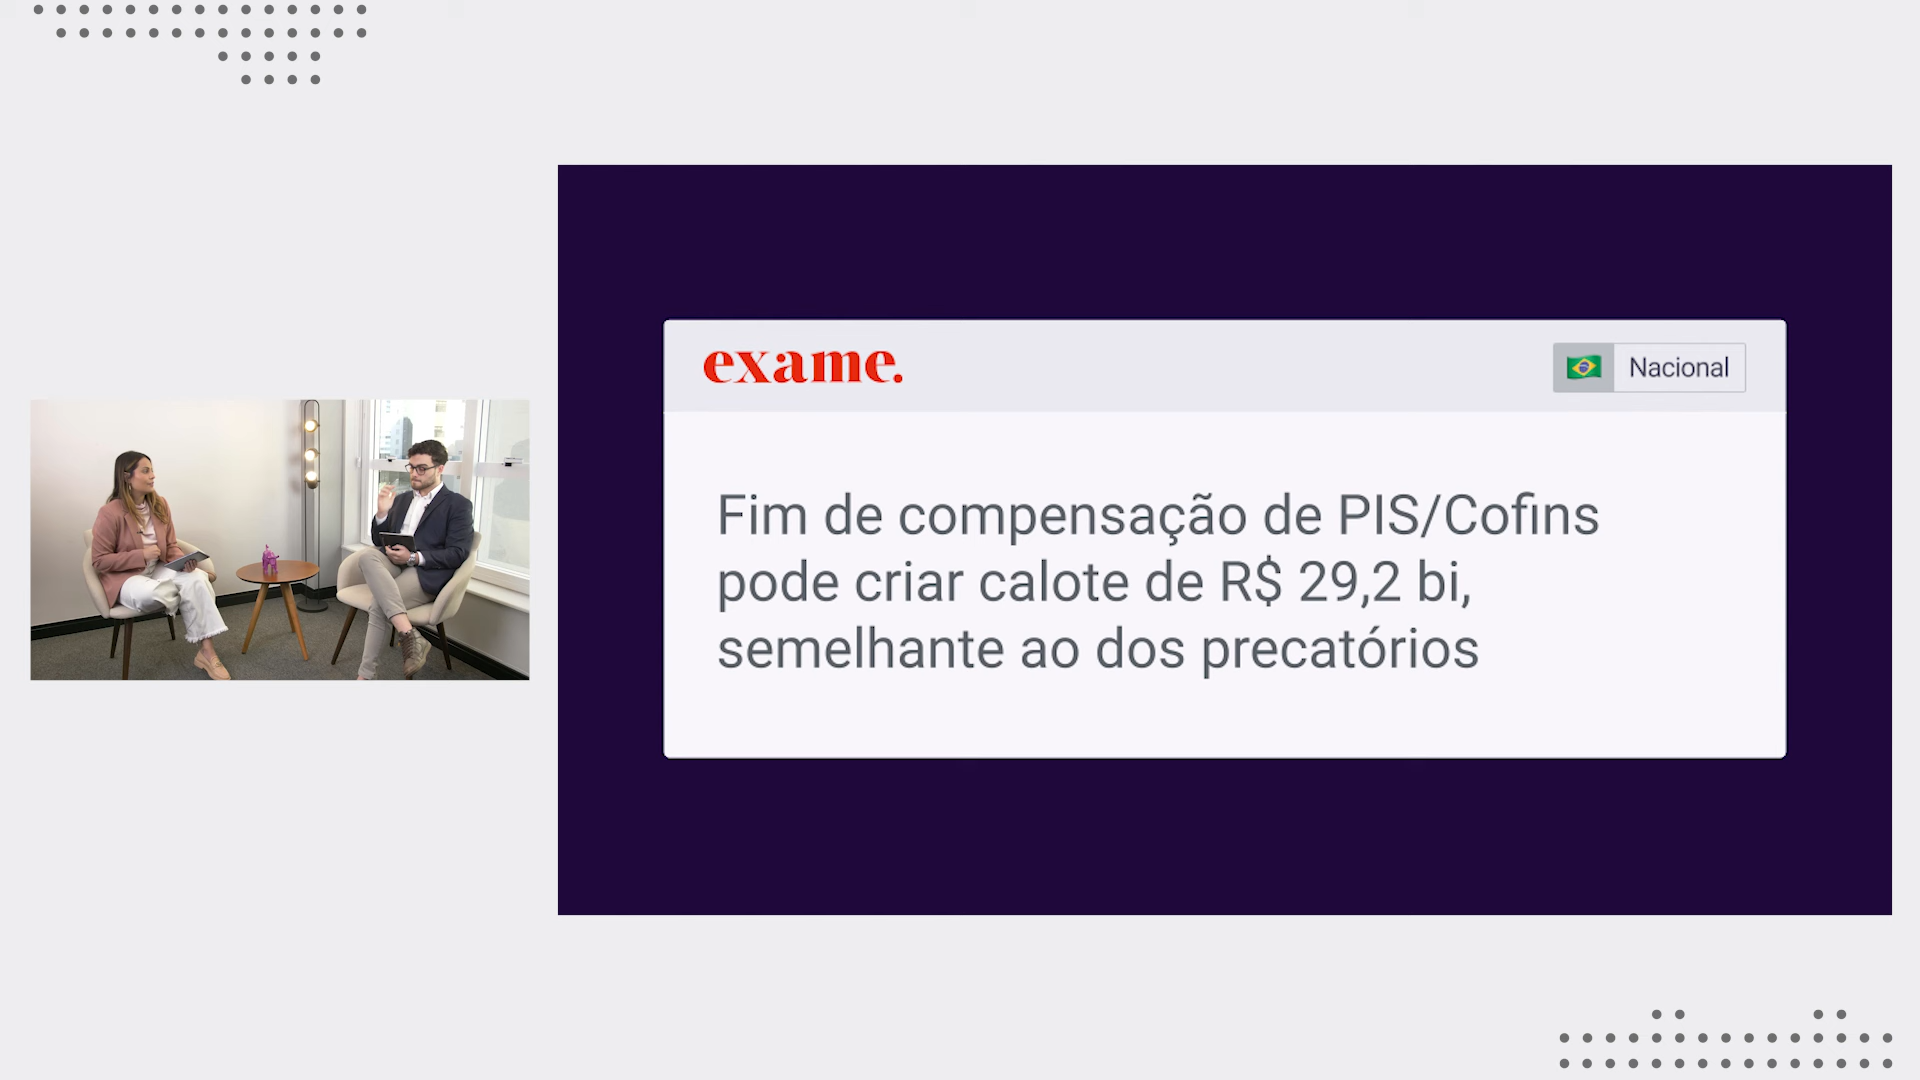 exame.
Nacional
Fim de compensação de PIS/Cofins
pode criar calote de R$ 29,2 bi,
semelhante ao dos precatórios